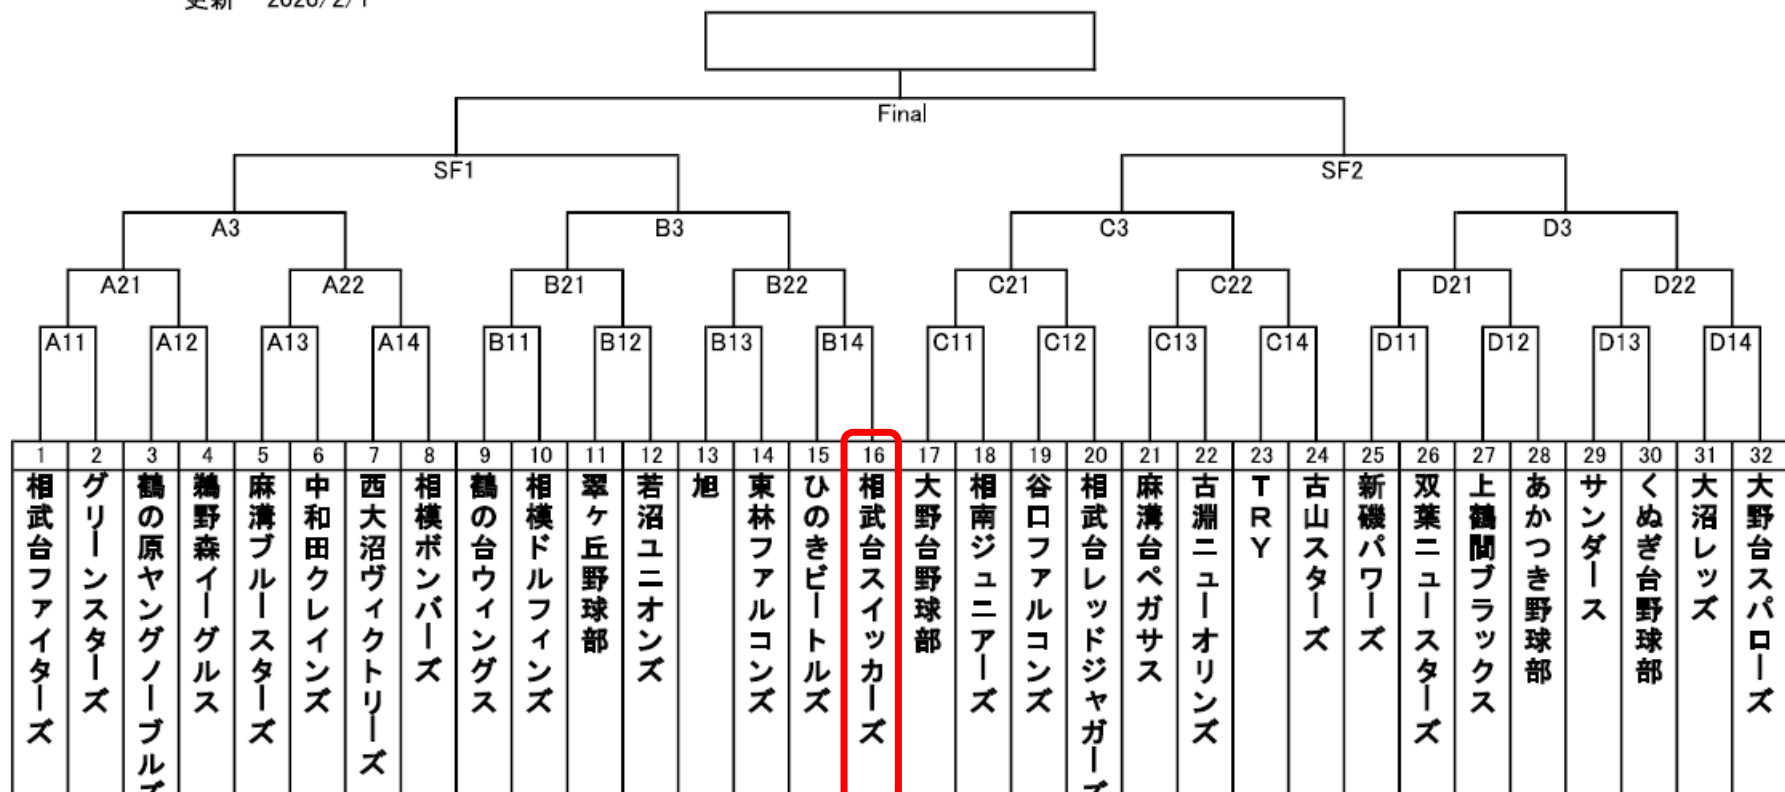 更新 2020/2/1
Final
SF1 SF2
A3 B3 C3 D3
A21 A22 B21 B22 C21 C22 D21 D22
A11 A12 A13 A14 B11 B12 B13 B14 C11 C12 C13 C14 D11 D12 D13 D14
1 2 3 4 5 6 7 8 9 10 11 12 13 14 15 16 17 18 19 20 21 22 23 24 25 26 27 28 29 30 31 32
相武台ファイターズ
グリーンスターズ
鶴の原ヤングノーブルズ
鵜野森イーグルス
麻溝ブルースターズ
中和田クレインズ
西大沼ヴィクトリーズ
相模ボンバーズ
鶴の台ウィングス
相模ドルフィンズ
翠ヶ丘野球部
若沼ユニオンズ
旭
東林ファルコンズ
ひのきビートルズ
相武台スイッカーズ
大野台野球部
相南ジュニアーズ
谷口ファルコンズ
相武台レッドジャガーズ
麻溝台ペガサス
古淵ニューオリンズ
TRY
古山スターズ
新磯パワーズ
双葉ニュースターズ
上鶴間ブラックス
あかつき野球部
サンダース
くぬぎ台野球部
大沼レッズ
大野台スパローズ